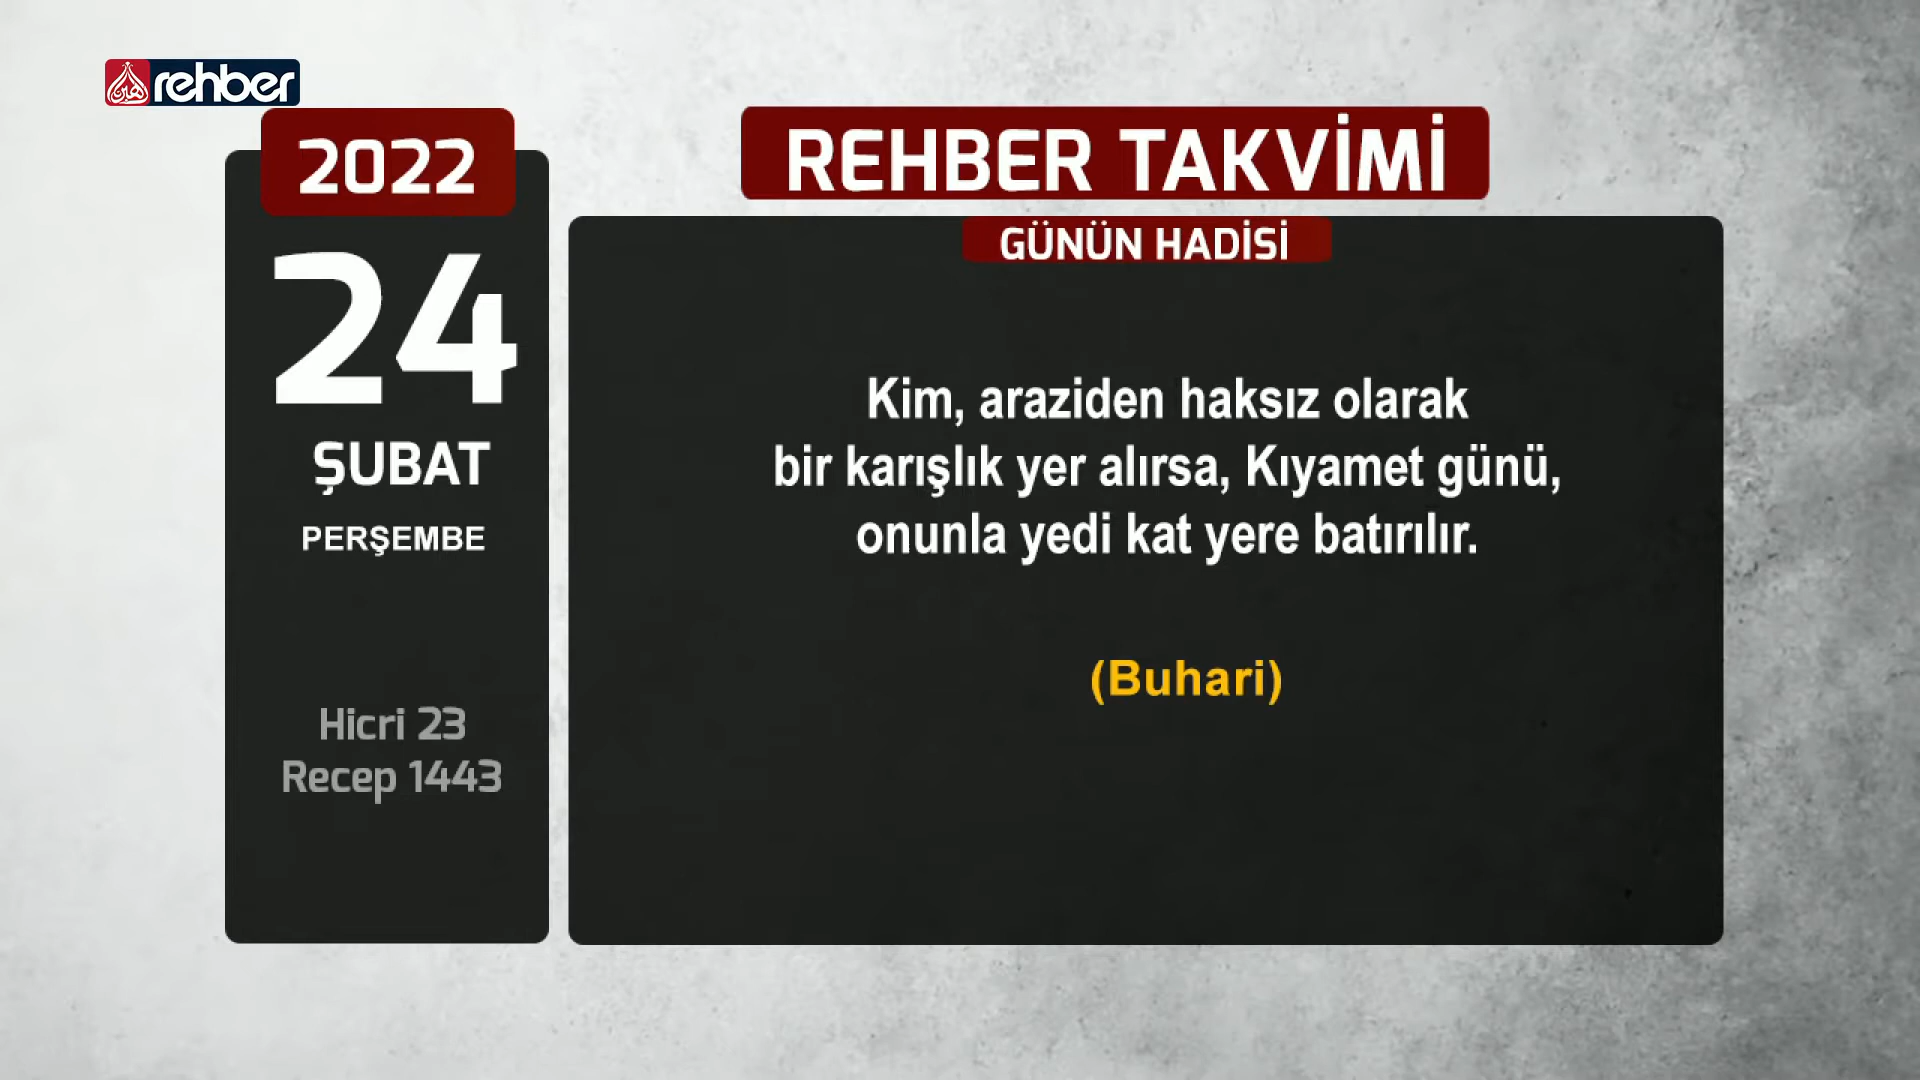 rehber
2022
24
ŞUBAT
PERŞEMBE
Hicri 23
Recep 1443
REHBER TAKVİMİ
GÜNÜN HADİSİ
Kim, araziden haksız olarak
bir karışlık yer alırsa, Kıyamet günü,
onunla yedi kat yere batırılır.
(Buhari)